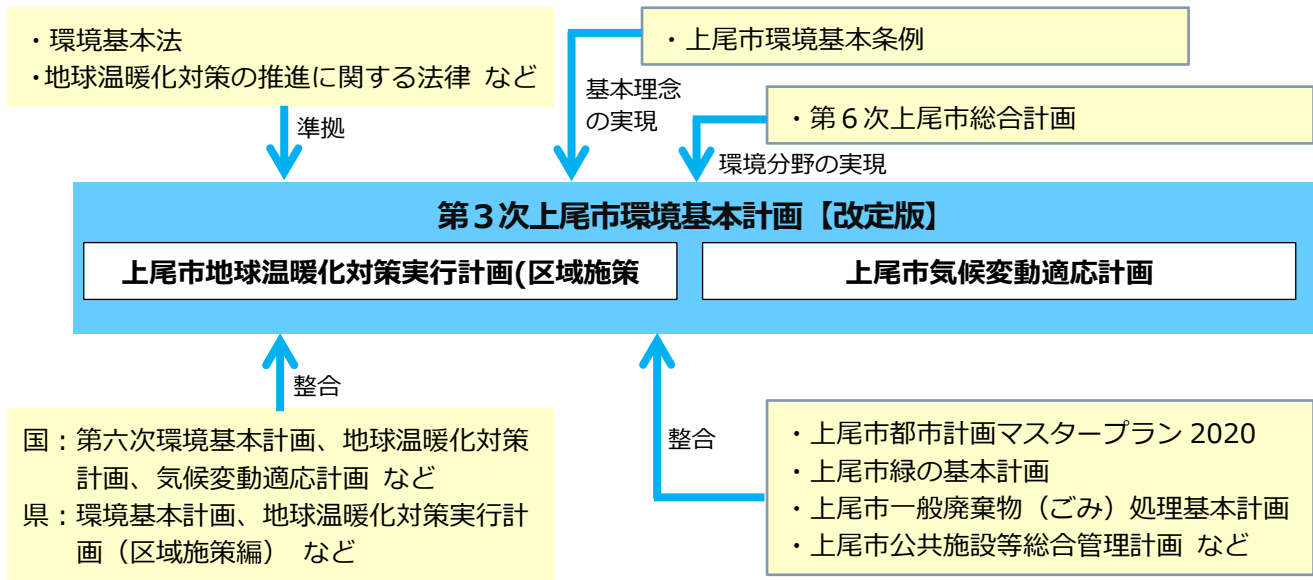 ・環境基本法
・地球温暖化対策の推進に関する法律 など
・上尾市環境基本条例
基本理念
の実現
準拠
・第６次上尾市総合計画
環境分野の実現
第３次上尾市環境基本計画【改定版】
上尾市地球温暖化対策実行計画(区域施策
上尾市気候変動適応計画
整合
国：第六次環境基本計画、地球温暖化対策
計画、気候変動適応計画 など
県：環境基本計画、地球温暖化対策実行計
画（区域施策編） など
整合
・上尾市都市計画マスタープラン 2020
・上尾市緑の基本計画
・上尾市一般廃棄物（ごみ）処理基本計画
・上尾市公共施設等総合管理計画 など